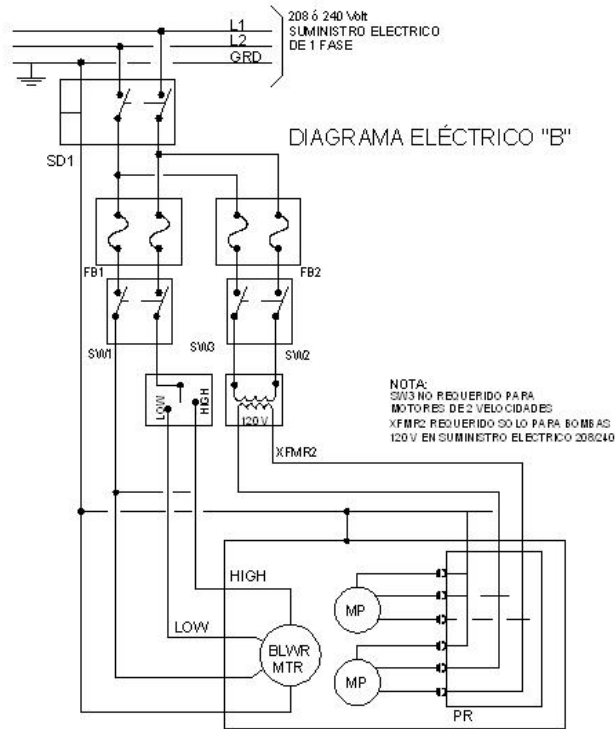 L1
L2
GRD
208 ó 240 Volt
SUMINISTRO ELECTRICO
DE 1 FASE
DIAGRAMA ELÉCTRICO "B"
SD1
FB1
FB2
SW1
SW3
SW2
LOW
HIGH
120 V
XFMR2
NOTA:
SW3 NO REQUERIDO PARA
MOTORES DE 2 VELOCIDADES
XFMR2 REQUERIDO SOLO PARA BOMBAS
120 V EN SUMINISTRO ELECTRICO 208/240
HIGH
LOW
BLWR
MTR
MP
MP
PR